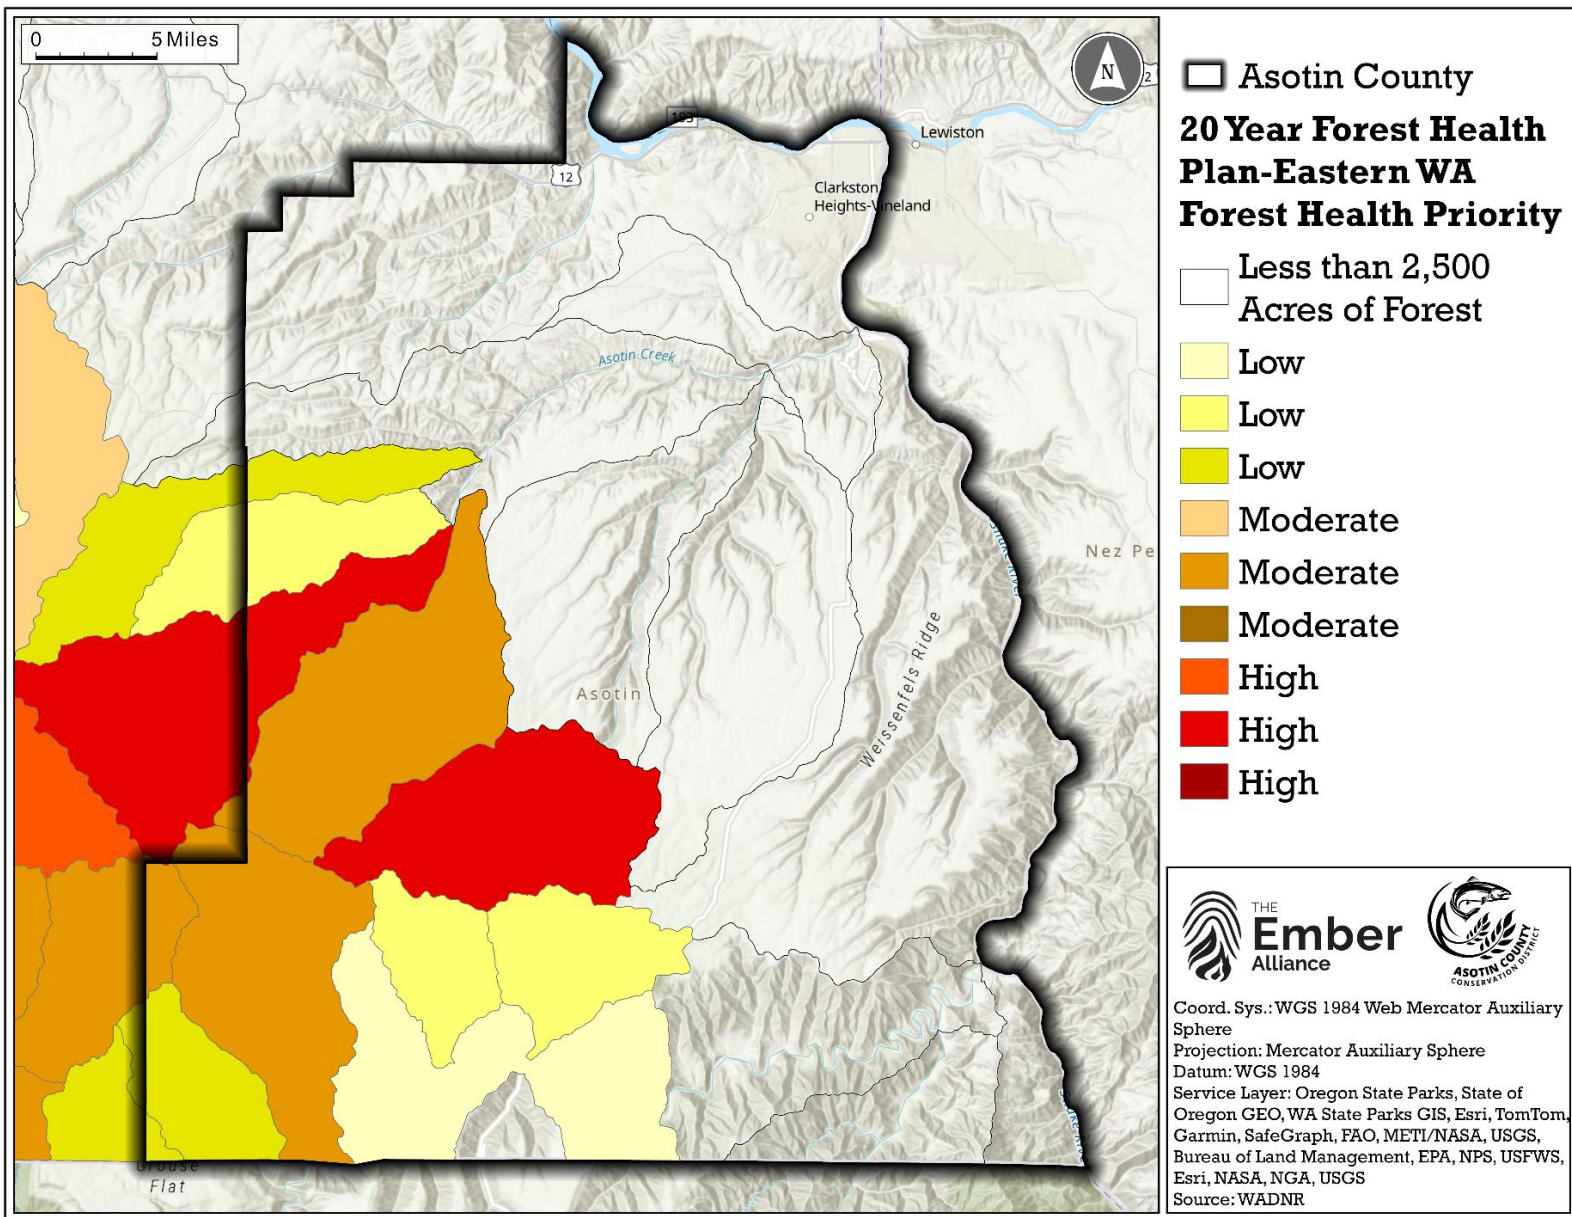 0 5 Miles
N
2
193
Lewiston
12
Clarkston
Heights-Vineland
Asotin Creek
Snake River
Nez Pe
Weissenfels Ridge
Asotin
Grouse
Flat
Asotin County
20 Year Forest Health
Plan-Eastern WA
Forest Health Priority
Less than 2,500
Acres of Forest
Low
Low
Low
Moderate
Moderate
Moderate
High
High
High
THE
Ember
Alliance
ASOTIN COUNTY
CONSERVATION DISTRICT
Coord. Sys.: WGS 1984 Web Mercator Auxiliary
Sphere
Projection: Mercator Auxiliary Sphere
Datum: WGS 1984
Service Layer: Oregon State Parks, State of
Oregon GEO, WA State Parks GIS, Esri, TomTom,
Garmin, SafeGraph, FAO, METI/NASA, USGS,
Bureau of Land Management, EPA, NPS, USFWS,
Esri, NASA, NGA, USGS
Source: WADNR